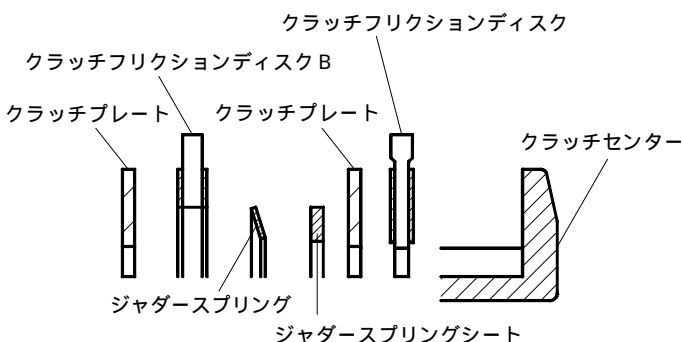 クラッチフリクションディスク
クラッチフリクションディスクB
クラッチプレート
クラッチプレート
クラッチセンター
ジャダースプリング
ジャダースプリングシート